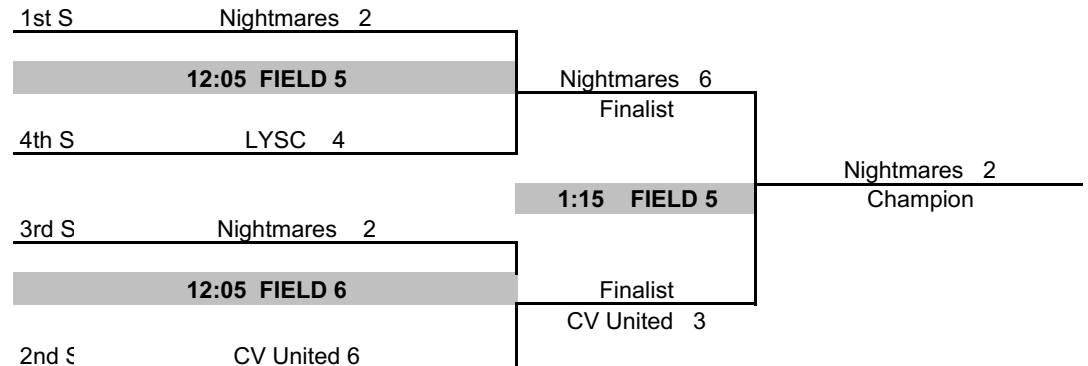 1st S Nightmares 2
12:05 FIELD 5
Nightmares 6
Finalist
4th S LYSC 4
Nightmares 2
Champion
1:15 FIELD 5
3rd S Nightmares 2
12:05 FIELD 6
Finalist
CV United 3
2nd S CV United 6